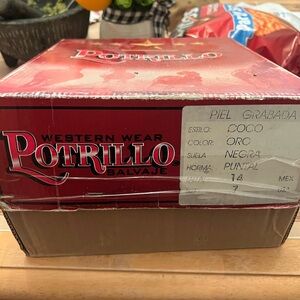 POTRILLO
WESTERN WEAR
POTRILLO
SALVAJE
PIEL GRABADA
ESTILO: COCO
COLOR: ORO
SUELA NEGRA
HORMA: PUNTAL
14 MEX
7